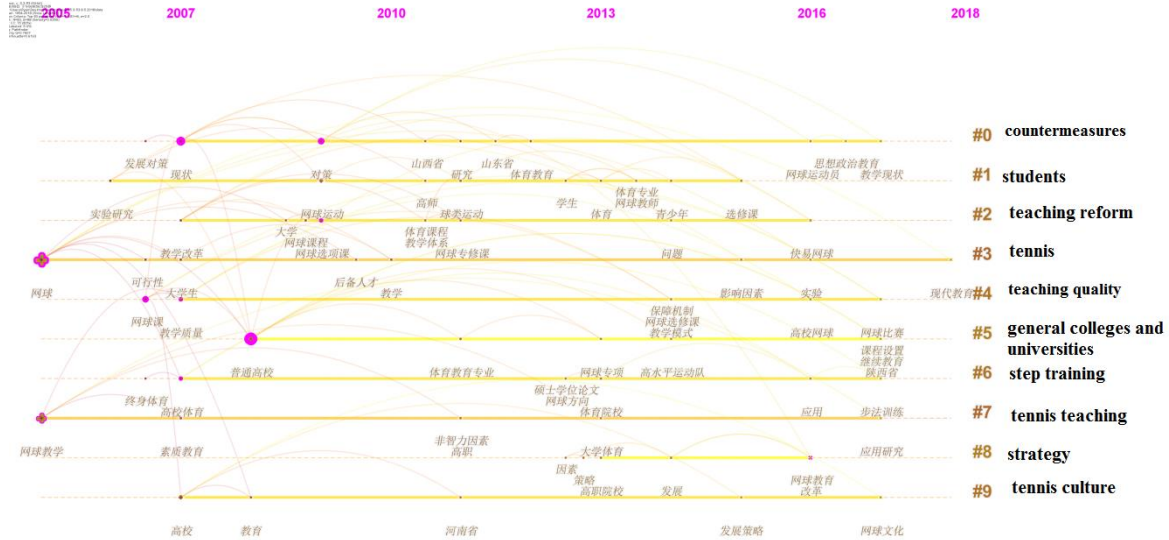 2005 2007 2010 2013 2016 2018
#0 countermeasures
发展对策 山西省 山东省 思想政治教育
现状 对策 研究 体育教育 网球运动员 教学现状
#1 students
高师 学生 体育专业
网球教师
实验研究 网球运动 球类运动 体育 青少年 选修课
#2 teaching reform
大学 体育课程
网球课程 教学体系
教学改革 网球选项课 网球专修课 问题 快易网球
#3 tennis
可行性 后备人才
网球 大学生 教学 影响因素 实验 现代教育
#4 teaching quality
网球课 保障机制
网球选修课
教学质量 教学模式 高校网球 网球比赛
#5 general colleges and
universities
课程设置
继续教育
普通高校 体育教育专业 网球专项 高水平运动队 陕西省
#6 step training
终身体育 硕士学位论文
网球方向
高校体育 体育院校 应用 步法训练
#7 tennis teaching
非智力因素
网球教学 素质教育 高职 大学体育 应用研究
#8 strategy
因素
策略 网球教育
高职院校 发展 改革
#9 tennis culture
高校 教育 河南省 发展策略 网球文化